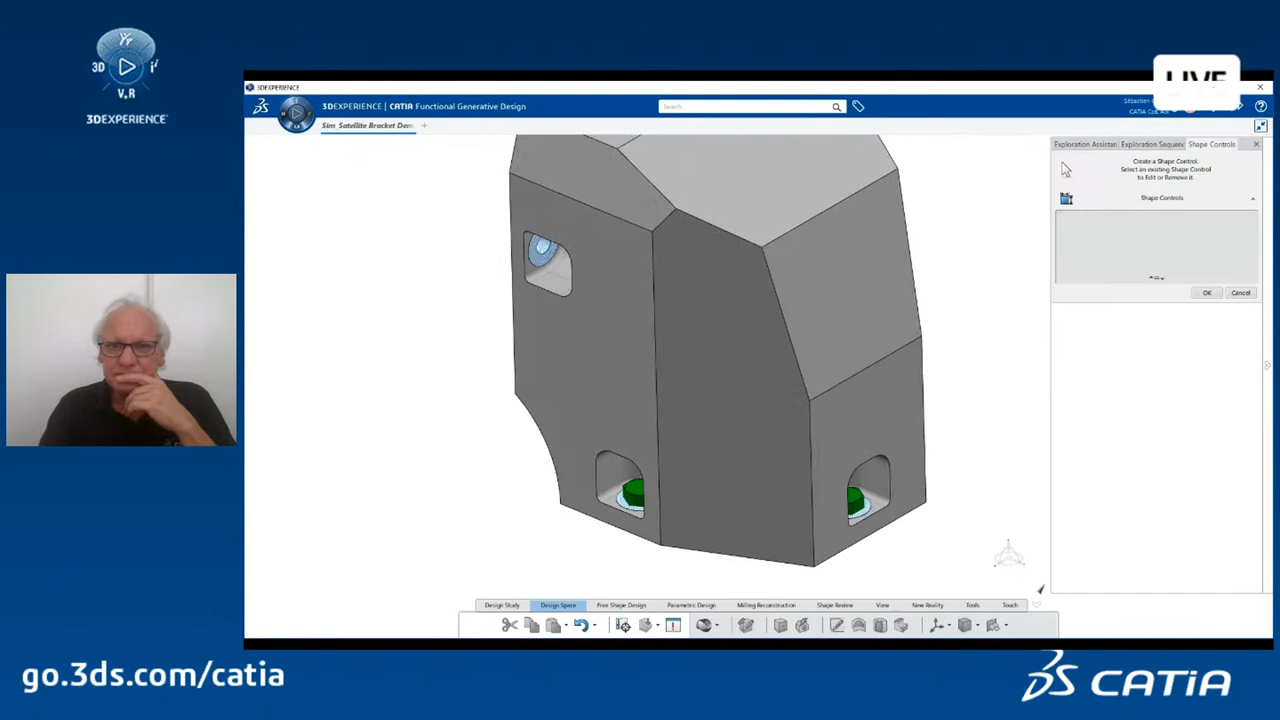 3D
V.R
3DEXPERIENCE
LIVE
3DEXPERIENCE
3DEXPERIENCE | CATIA Functional Generative Design
Search
Sim_Satellite Bracket Dem
Exploration Assistan
Exploration Sequenc
Shape Controls
Create a Shape Control.
Select an existing Shape Control
to Edit or Remove it.
Shape Controls
OK
Cancel
Design Study
Design Space
Free Shape Design
Parametric Design
Milling Reconstruction
Shape Review
View
New Reality
Tools
Touch
go.3ds.com/catia
CATIA